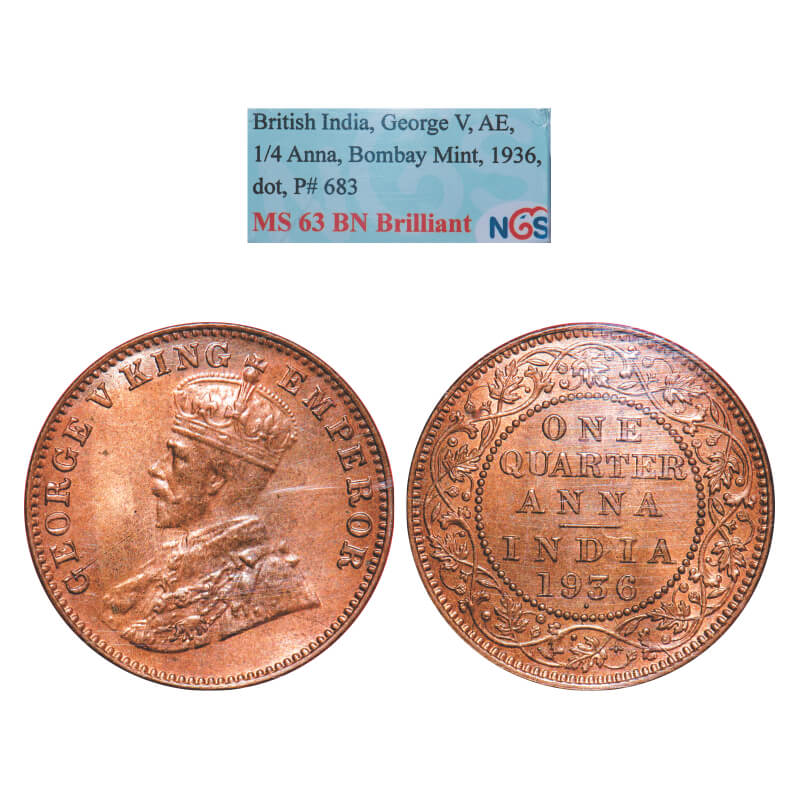 British India, George V, AE,
1/4 Anna, Bombay Mint, 1936,
dot, P# 683
MS 63 BN Brilliant NGS
GEORGE V KING EMPEROR
ONE
QUARTER
ANNA
INDIA
1936